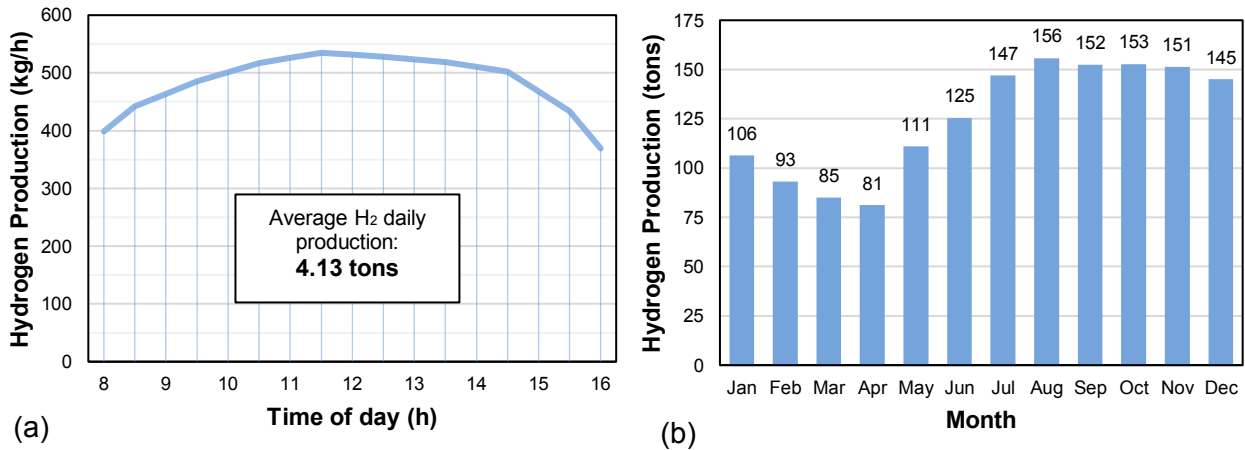 Hydrogen Production (kg/h)
600
500
400
300
200
100
0
Average H2 daily
production:
4.13 tons
8 9 10 11 12 13 14 15 16
Time of day (h)
(a)
Hydrogen Production (tons)
175
150
125
100
75
50
25
0
106 93 85 81 111 125 147 156 152 153 151 145
Jan Feb Mar Apr May Jun Jul Aug Sep Oct Nov Dec
Month
(b)